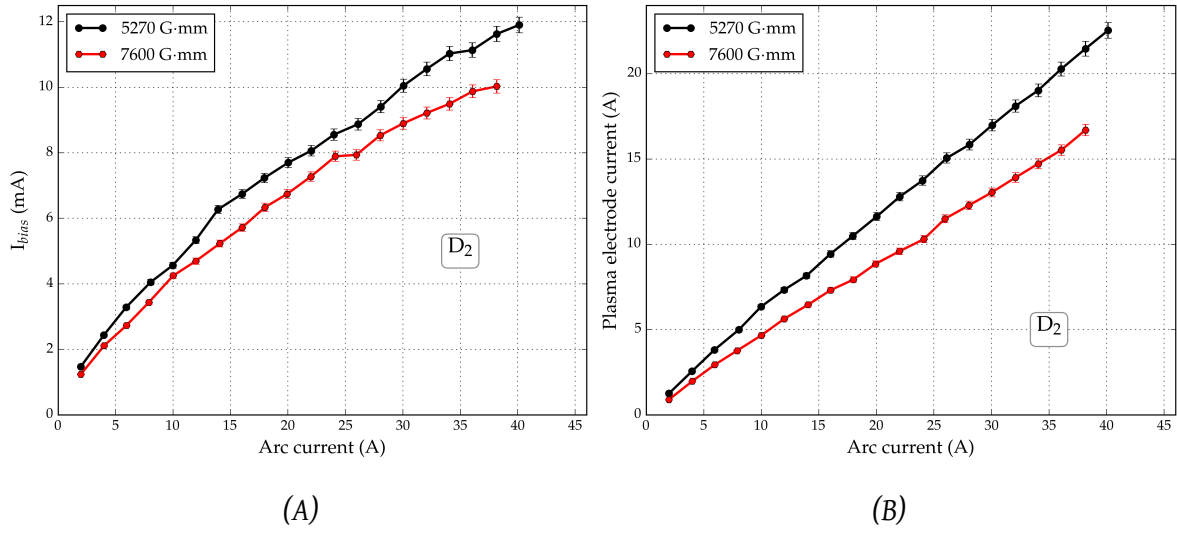 12
10
8
6
4
2
0
I_bias (mA)
5270 G·mm
7600 G·mm
D₂
0 5 10 15 20 25 30 35 40 45
Arc current (A)
(A)
20
15
10
5
0
Plasma electrode current (A)
5270 G·mm
7600 G·mm
D₂
0 5 10 15 20 25 30 35 40 45
Arc current (A)
(B)